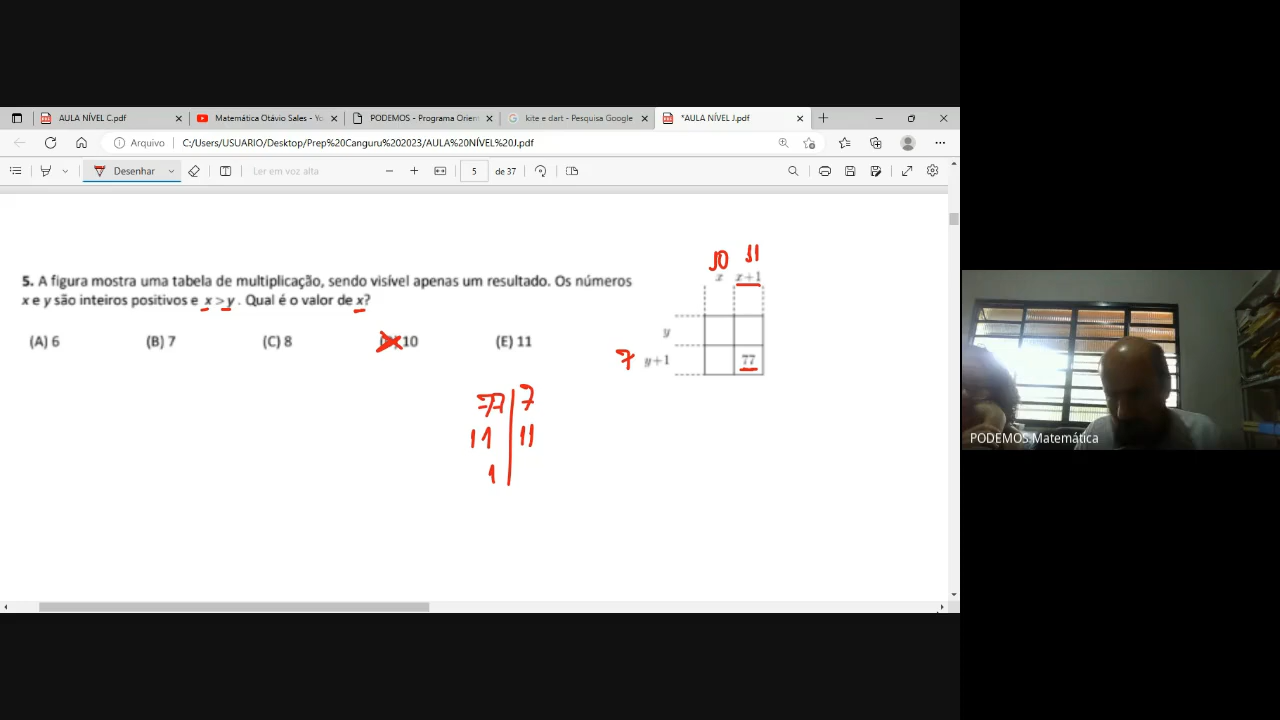 AULA NÍVEL C.pdf
Matemática Otávio Sales - Yo
PODEMOS - Programa Orien
kite e dart - Pesquisa Google
*AULA NÍVEL J.pdf
Arquivo
C:/Users/USUARIO/Desktop/Prep%20Canguru%202023/AULA%20NÍVEL%20J.pdf
Desenhar
Ler em voz alta
5 de 37
10 11
x x+1
5. A figura mostra uma tabela de multiplicação, sendo visível apenas um resultado. Os números
x e y são inteiros positivos e x > y. Qual é o valor de x?
y
(A) 6 (B) 7 (C) 8 10 (E) 11
7 y+1 77
77 7
11 11
1
PODEMOS Matemática